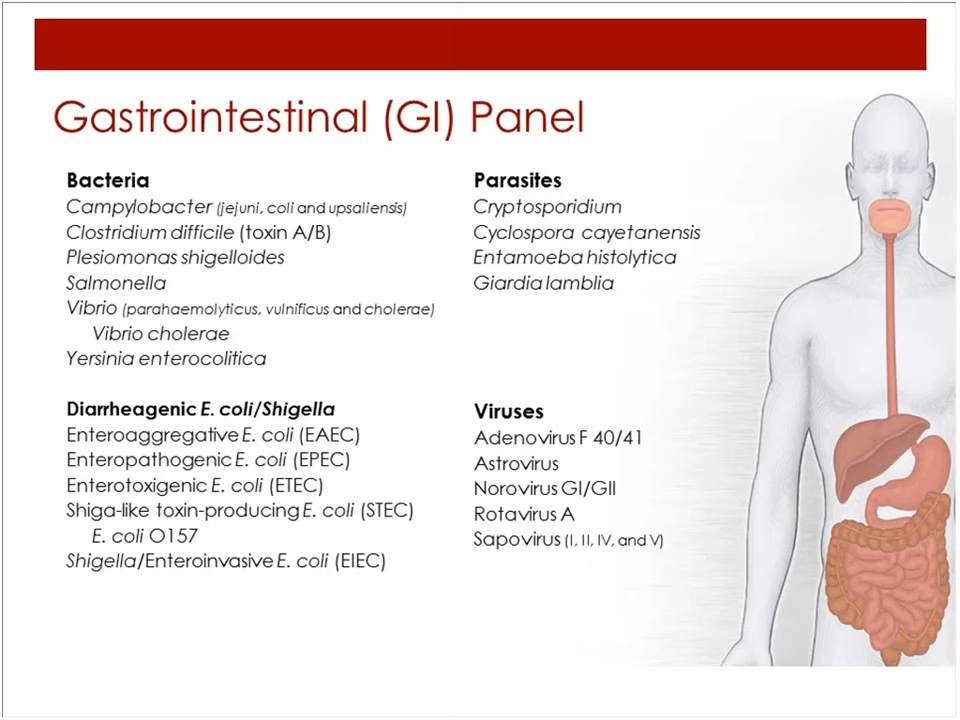 Gastrointestinal (GI) Panel
Bacteria
Campylobacter (jejuni, coli and upsaliensis)
Clostridium difficile (toxin A/B)
Plesiomonas shigelloides
Salmonella
Vibrio (parahaemolyticus, vulnificus and cholerae)
Vibrio cholerae
Yersinia enterocolitica
Diarrheagenic E. coli/Shigella
Enteroaggregative E. coli (EAEC)
Enteropathogenic E. coli (EPEC)
Enterotoxigenic E. coli (ETEC)
Shiga-like toxin-producing E. coli (STEC)
E. coli O157
Shigella/Enteroinvasive E. coli (EIEC)
Parasites
Cryptosporidium
Cyclospora cayetanensis
Entamoeba histolytica
Giardia lamblia
Viruses
Adenovirus F 40/41
Astrovirus
Norovirus GI/GII
Rotavirus A
Sapovirus (I, II, IV, and V)